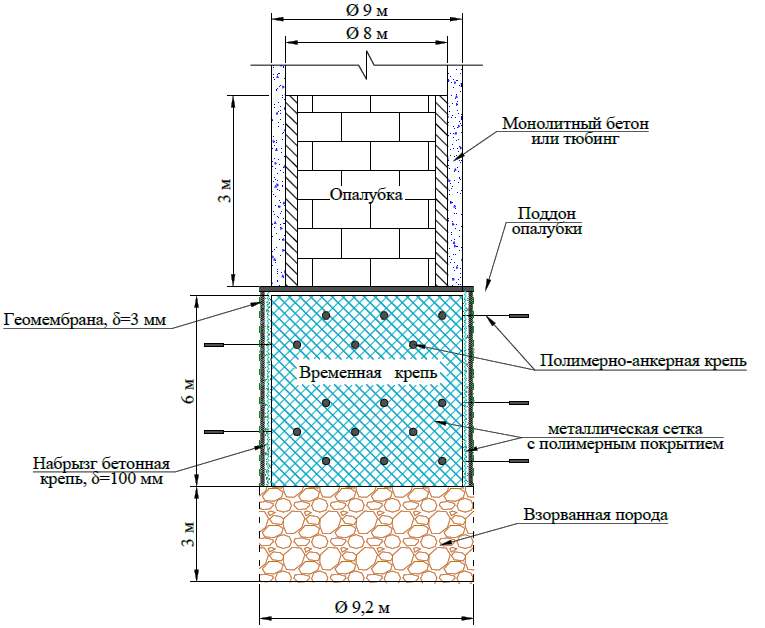 Ø 9 м
Ø 8 м
Монолитный бетон
или тюбинг
3 м
Опалубка
Поддон
опалубки
Геомембрана, δ=3 мм
Полимерно-анкерная крепь
Временная крепь
6 м
металлическая сетка
с полимерным покрытием
Набрызг бетонная
крепь, δ=100 мм
Взорванная порода
3 м
Ø 9,2 м